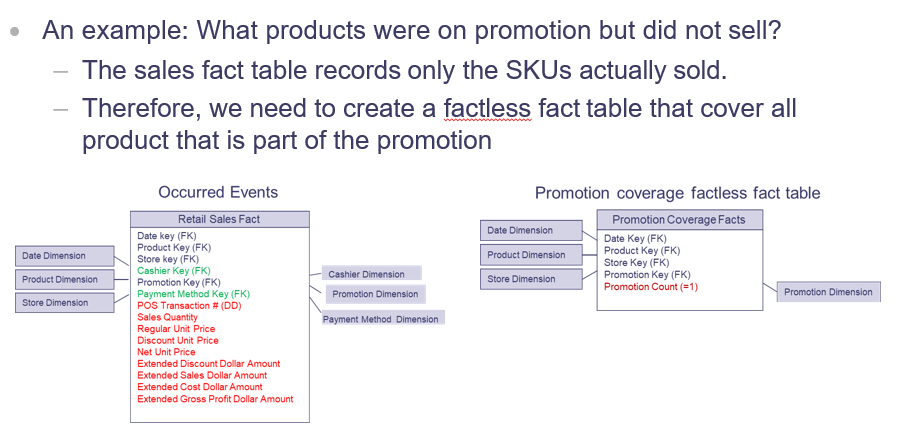 An example: What products were on promotion but did not sell?
– The sales fact table records only the SKUs actually sold.
– Therefore, we need to create a factless fact table that cover all
product that is part of the promotion
Occurred Events
Retail Sales Fact
Date key (FK)
Product Key (FK)
Store key (FK)
Cashier Key (FK)
Promotion Key (FK)
Payment Method Key (FK)
POS Transaction # (DD)
Sales Quantity
Regular Unit Price
Discount Unit Price
Net Unit Price
Extended Discount Dollar Amount
Extended Sales Dollar Amount
Extended Cost Dollar Amount
Extended Gross Profit Dollar Amount
Date Dimension
Product Dimension
Store Dimension
Cashier Dimension
Promotion Dimension
Payment Method Dimension
Promotion coverage factless fact table
Promotion Coverage Facts
Date Key (FK)
Product Key (FK)
Store Key (FK)
Promotion Key (FK)
Promotion Count (=1)
Date Dimension
Product Dimension
Store Dimension
Promotion Dimension